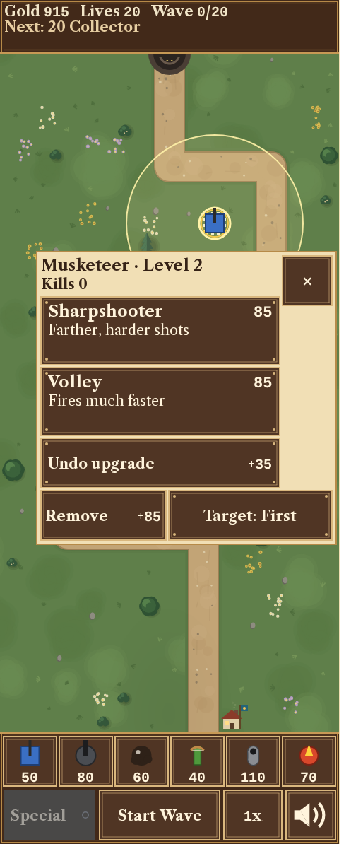 Gold 915 Lives 20 Wave 0/20
Next: 20 Collector
Musketeer · Level 2
Kills 0
×
Sharpshooter 85
Farther, harder shots
Volley 85
Fires much faster
Undo upgrade +35
Remove +85
Target: First
50 80 60 40 110 70
Special
Start Wave
1x